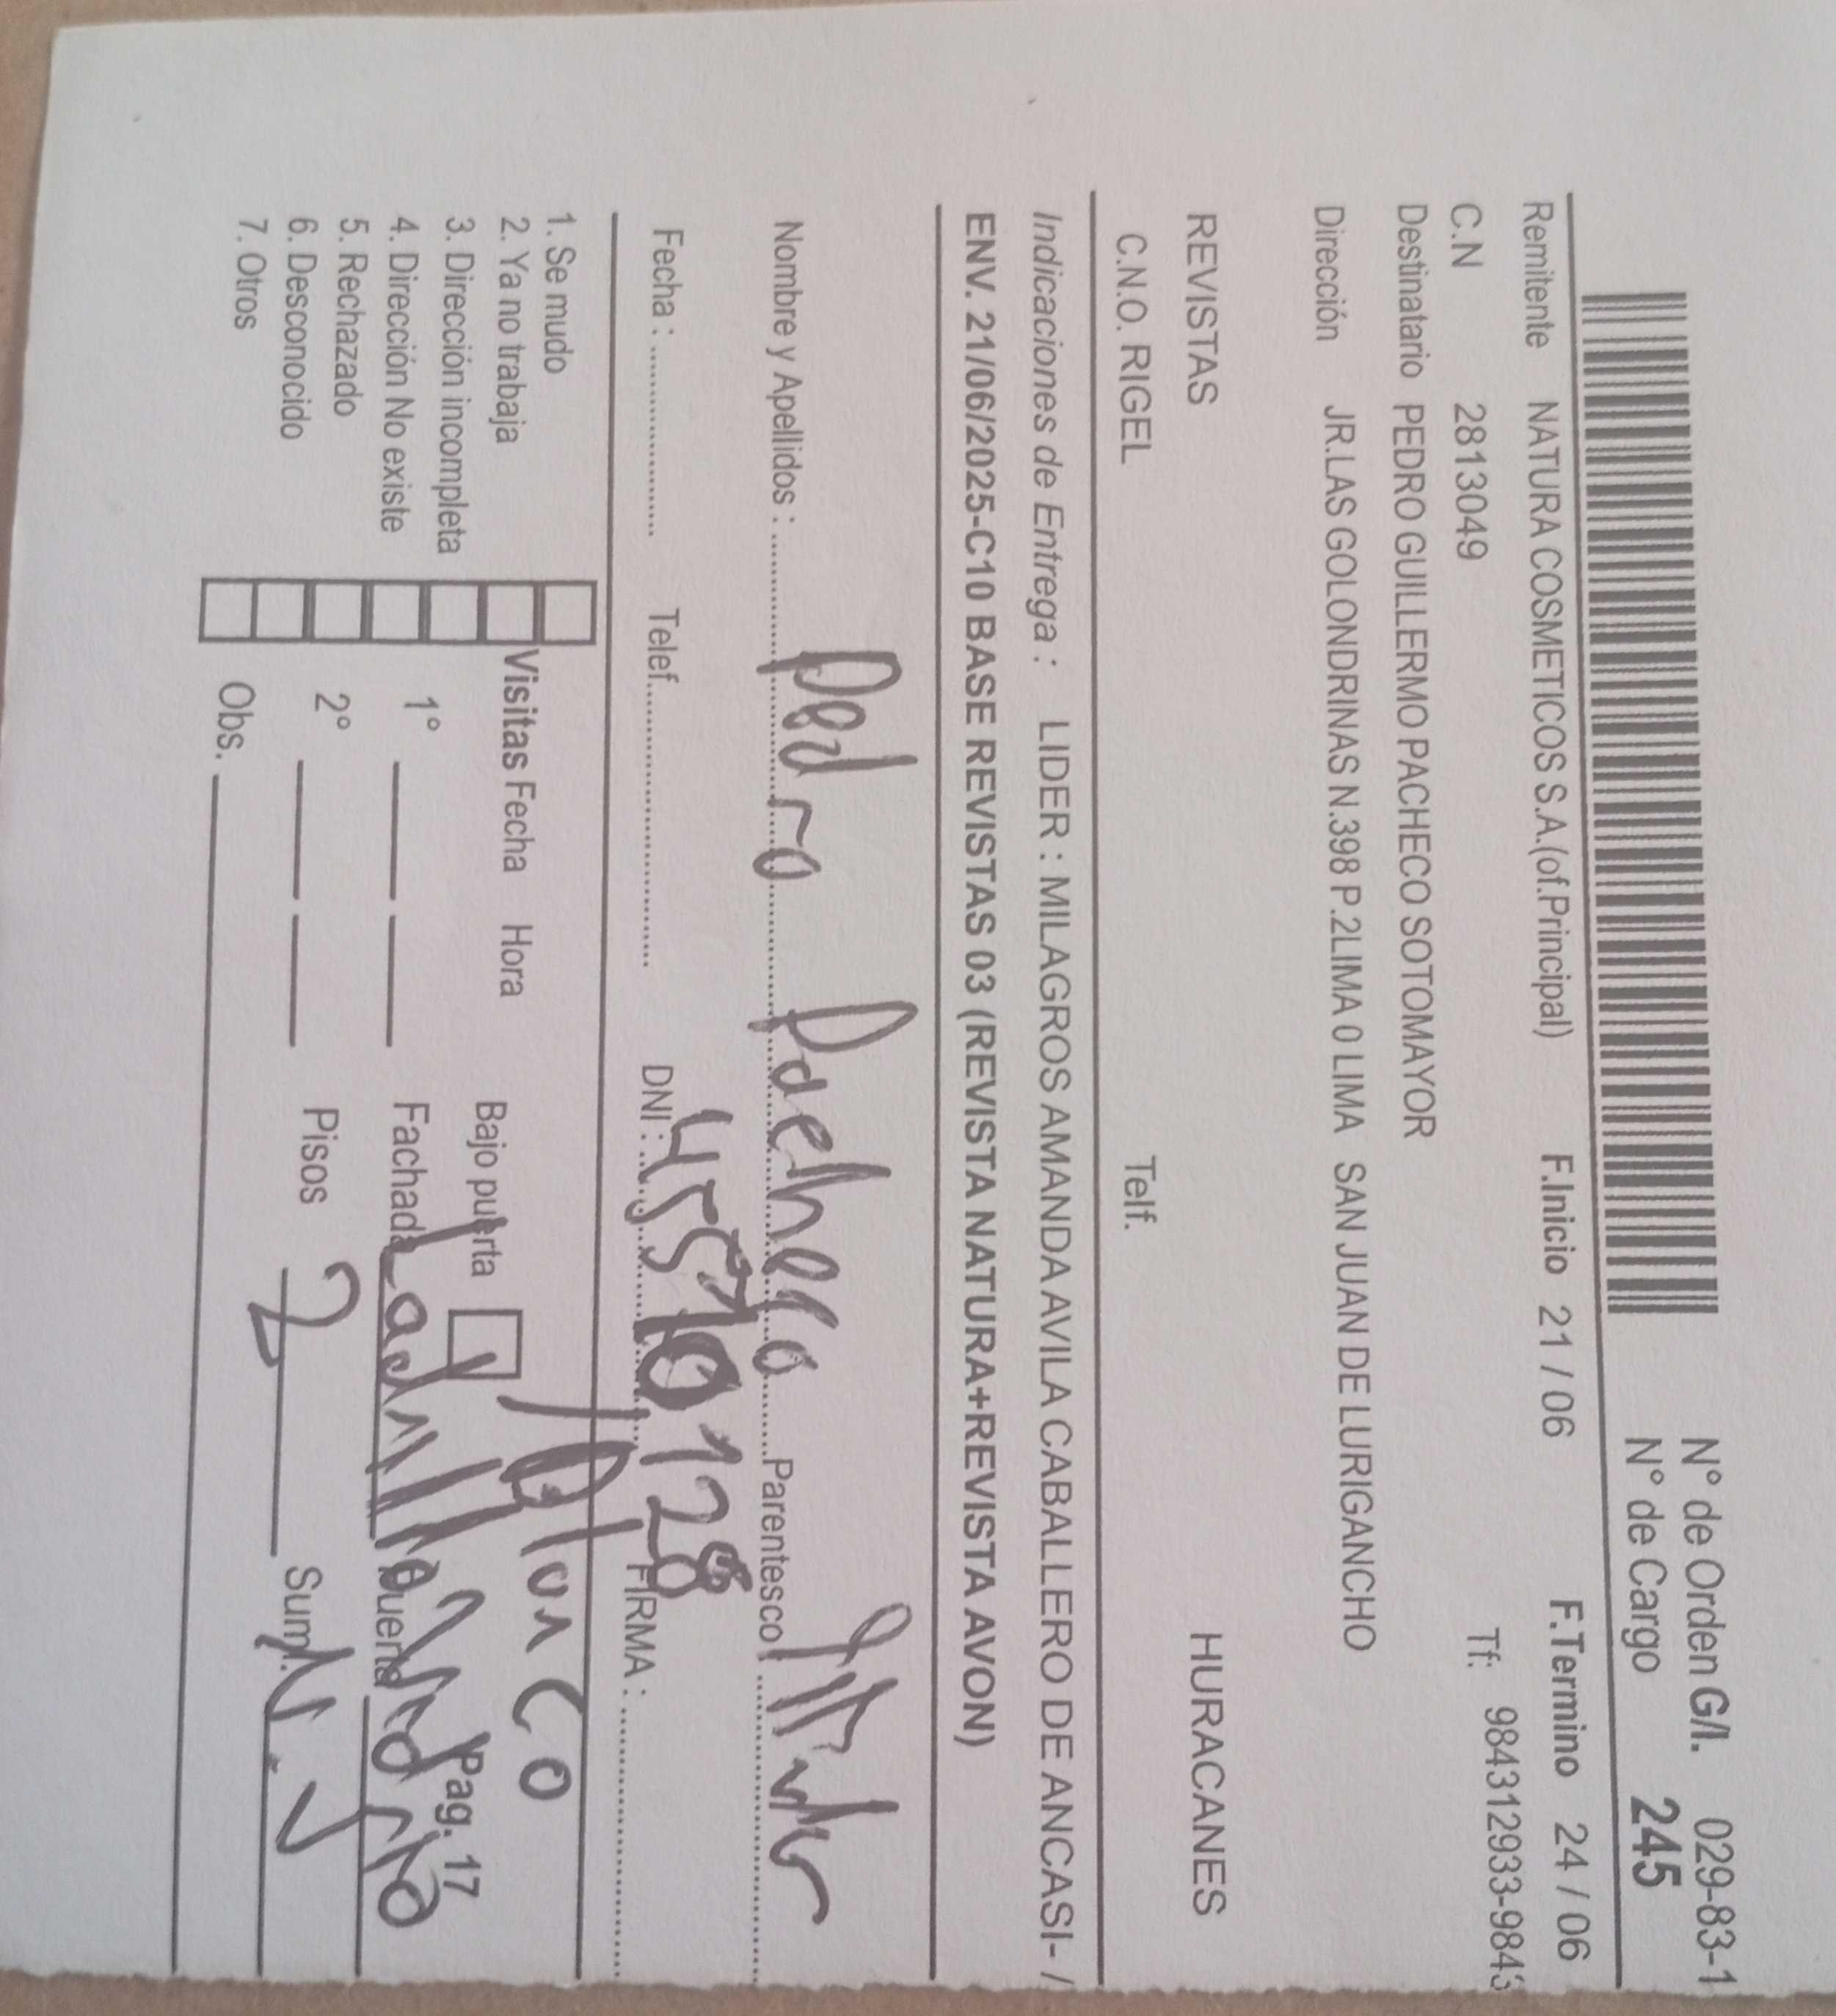 N° de Orden G/I. 029-83-1
N° de Cargo 245
Remitente NATURA COSMETICOS S.A.(of.Principal) F.Inicio 21 / 06 F.Termino 24 / 06
C.N 2813049 Tf: 984312933-9843
Destinatario PEDRO GUILLERMO PACHECO SOTOMAYOR
Dirección JR.LAS GOLONDRINAS N.398 P.2LIMA 0 LIMA SAN JUAN DE LURIGANCHO
REVISTAS HURACANES
C.N.O. RIGEL Telf.
Indicaciones de Entrega : LIDER : MILAGROS AMANDA AVILA CABALLERO DE ANCASI- /
ENV. 21/06/2025-C10 BASE REVISTAS 03 (REVISTA NATURA+REVISTA AVON)
Nombre y Apellidos : Pedro Pacheco Parentesco
Fecha : Telef. DNI : FIRMA :
1. Se mudo
2. Ya no trabaja Visitas Fecha Hora Bajo puerta Blanco
3. Dirección incompleta Pag. 17
4. Dirección No existe 1° Fachada Ladrillo Puerta
5. Rechazado
6. Desconocido 2° Pisos 2 Sum.
7. Otros Obs.